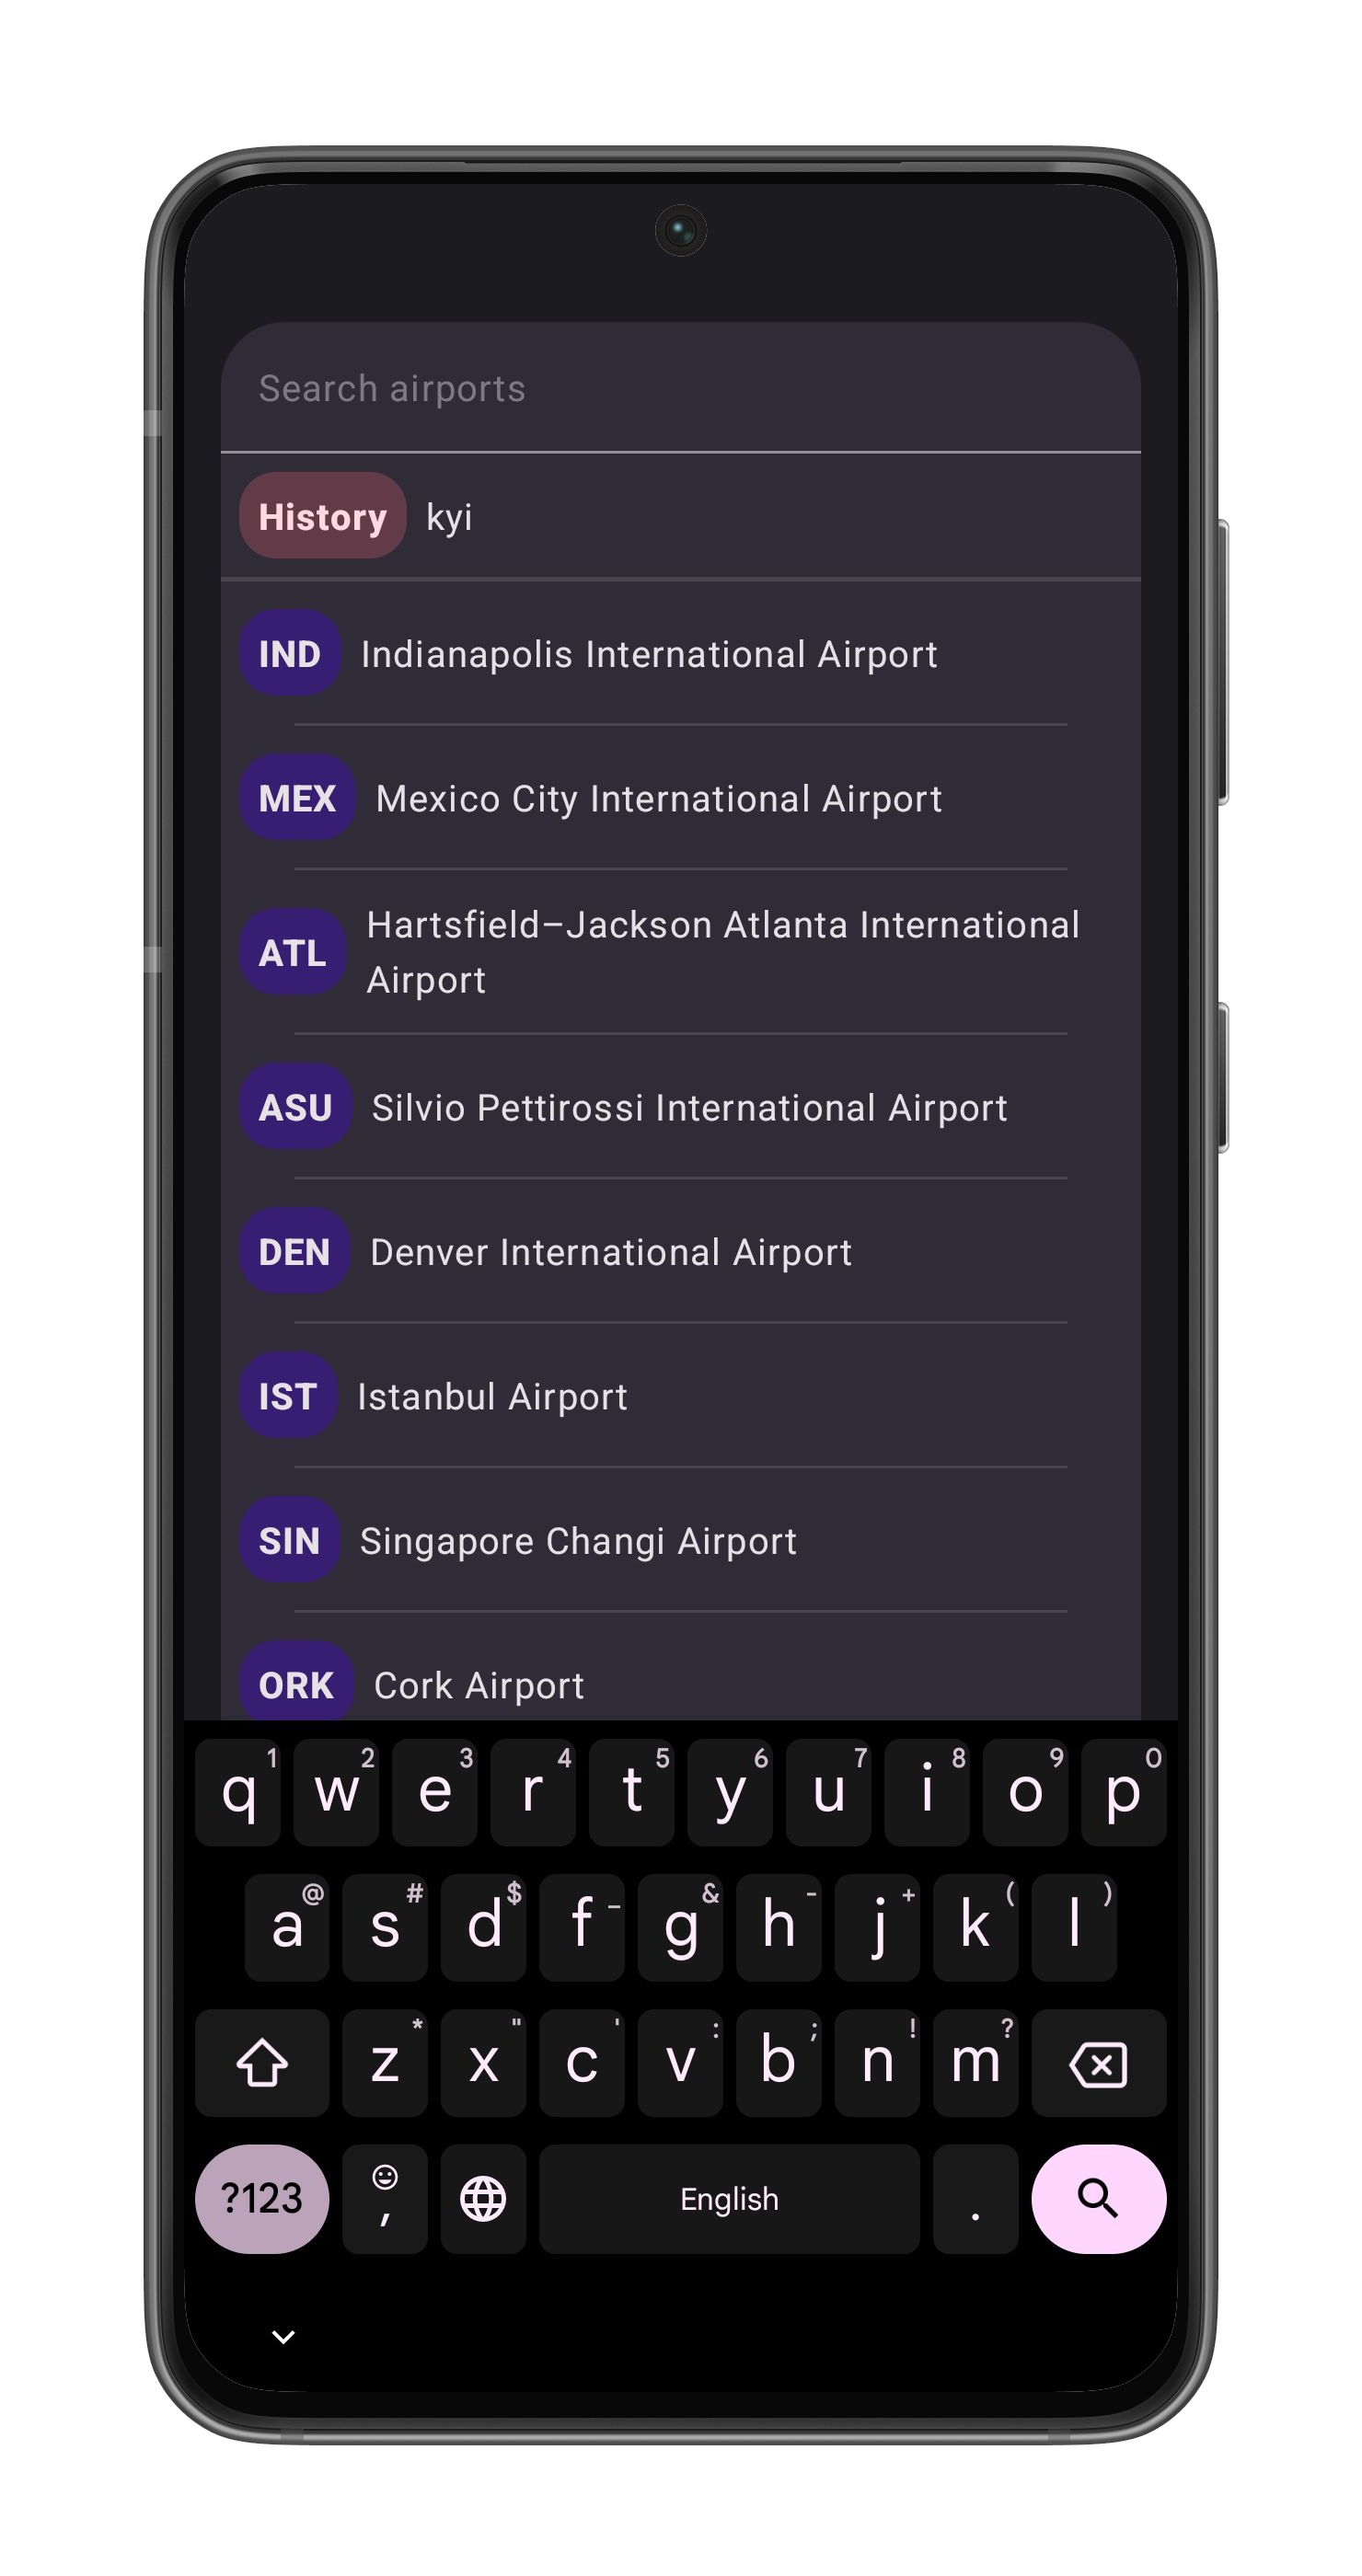 Search airports
History kyi
IND Indianapolis International Airport
MEX Mexico City International Airport
ATL Hartsfield–Jackson Atlanta International
Airport
ASU Silvio Pettirossi International Airport
DEN Denver International Airport
IST Istanbul Airport
SIN Singapore Changi Airport
ORK Cork Airport
q 1 w 2 e 3 r 4 t 5 y 6 u 7 i 8 o 9 p 0
a @ s # d $ f _ g & h - j + k ( l )
z * x " c ' v : b ; n ! m ?
?123 , English .